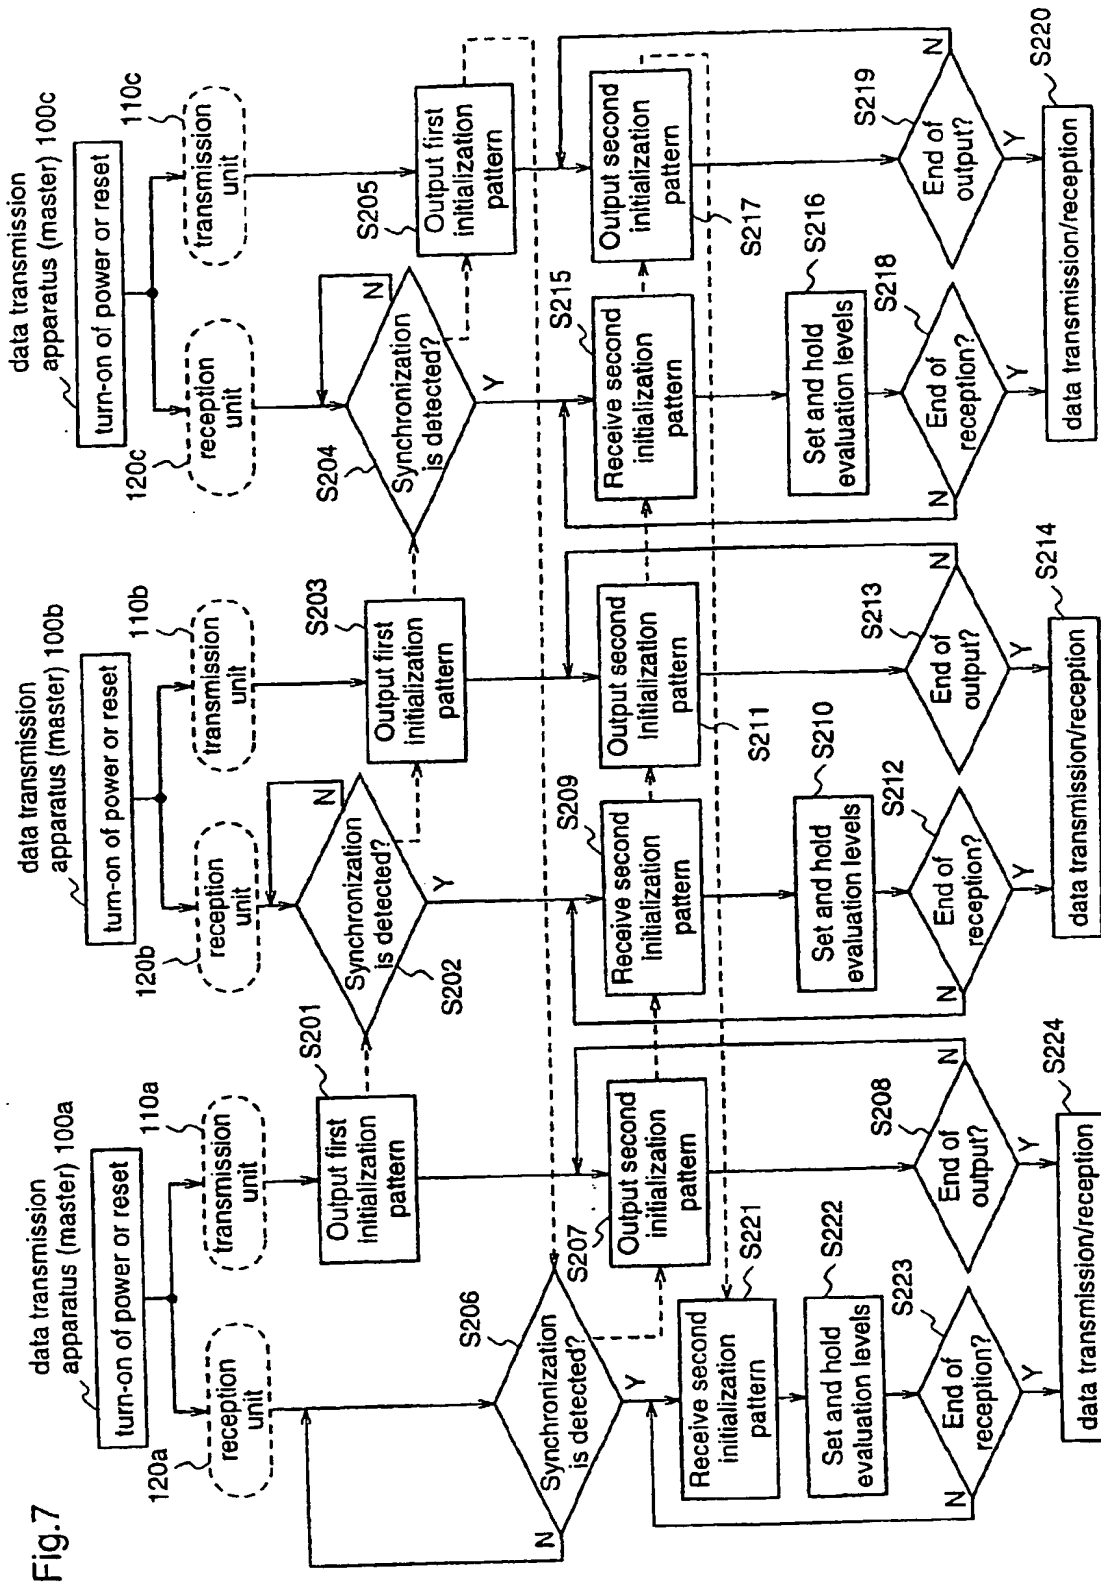 Fig.7
data transmission
apparatus (master) 100a
turn-on of power or reset
120a
reception
unit
110a
transmission
unit
S201
Output first
initialization
pattern
S206
Synchronization
is detected?
N
Y
S207
Output second
initialization
pattern
S221
Receive second
initialization
pattern
S222
Set and hold
evaluation levels
S223
End of
reception?
N
Y
S208
End of
output?
N
Y
S224
data transmission/reception
data transmission
apparatus (master) 100b
turn-on of power or reset
120b
reception
unit
110b
transmission
unit
S202
Synchronization
is detected?
N
Y
S203
Output first
initialization
pattern
S209
Receive second
initialization
pattern
S211
Output second
initialization
pattern
S210
Set and hold
evaluation levels
S212
End of
reception?
N
Y
S213
End of
output?
N
Y
S214
data transmission/reception
data transmission
apparatus (master) 100c
turn-on of power or reset
120c
reception
unit
110c
transmission
unit
S204
Synchronization
is detected?
N
Y
S205
Output first
initialization
pattern
S215
Receive second
initialization
pattern
S217
Output second
initialization
pattern
S216
Set and hold
evaluation levels
S218
End of
reception?
N
Y
S219
End of
output?
N
Y
S220
data transmission/reception